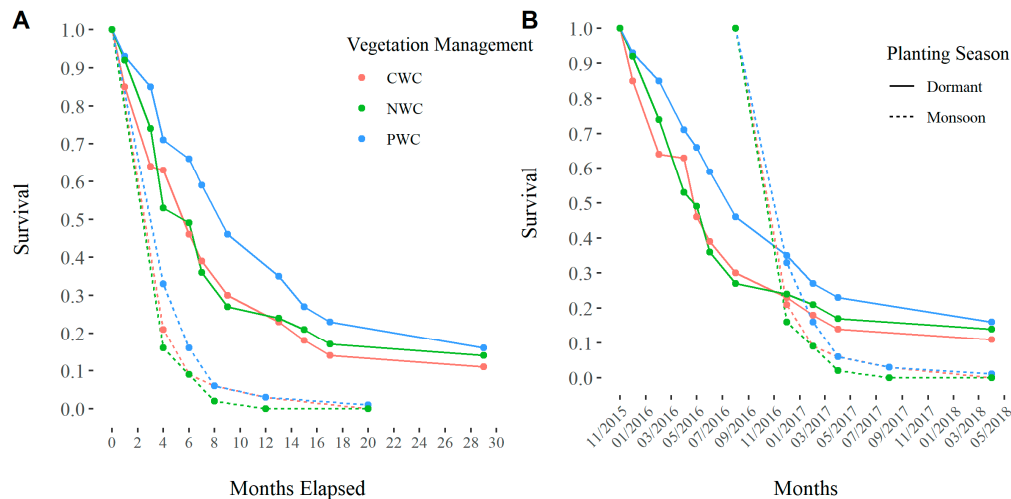 A
Survival
1.0
0.9
0.8
0.7
0.6
0.5
0.4
0.3
0.2
0.1
0.0
Vegetation Management
CWC
NWC
PWC
0 2 4 6 8 10 12 14 16 18 20 22 24 26 28 30
Months Elapsed
B
Survival
1.0
0.9
0.8
0.7
0.6
0.5
0.4
0.3
0.2
0.1
0.0
Planting Season
Dormant
Monsoon
11/2015 01/2016 03/2016 05/2016 07/2016 09/2016 11/2016 01/2017 03/2017 05/2017 07/2017 09/2017 11/2017 01/2018 03/2018 05/2018
Months